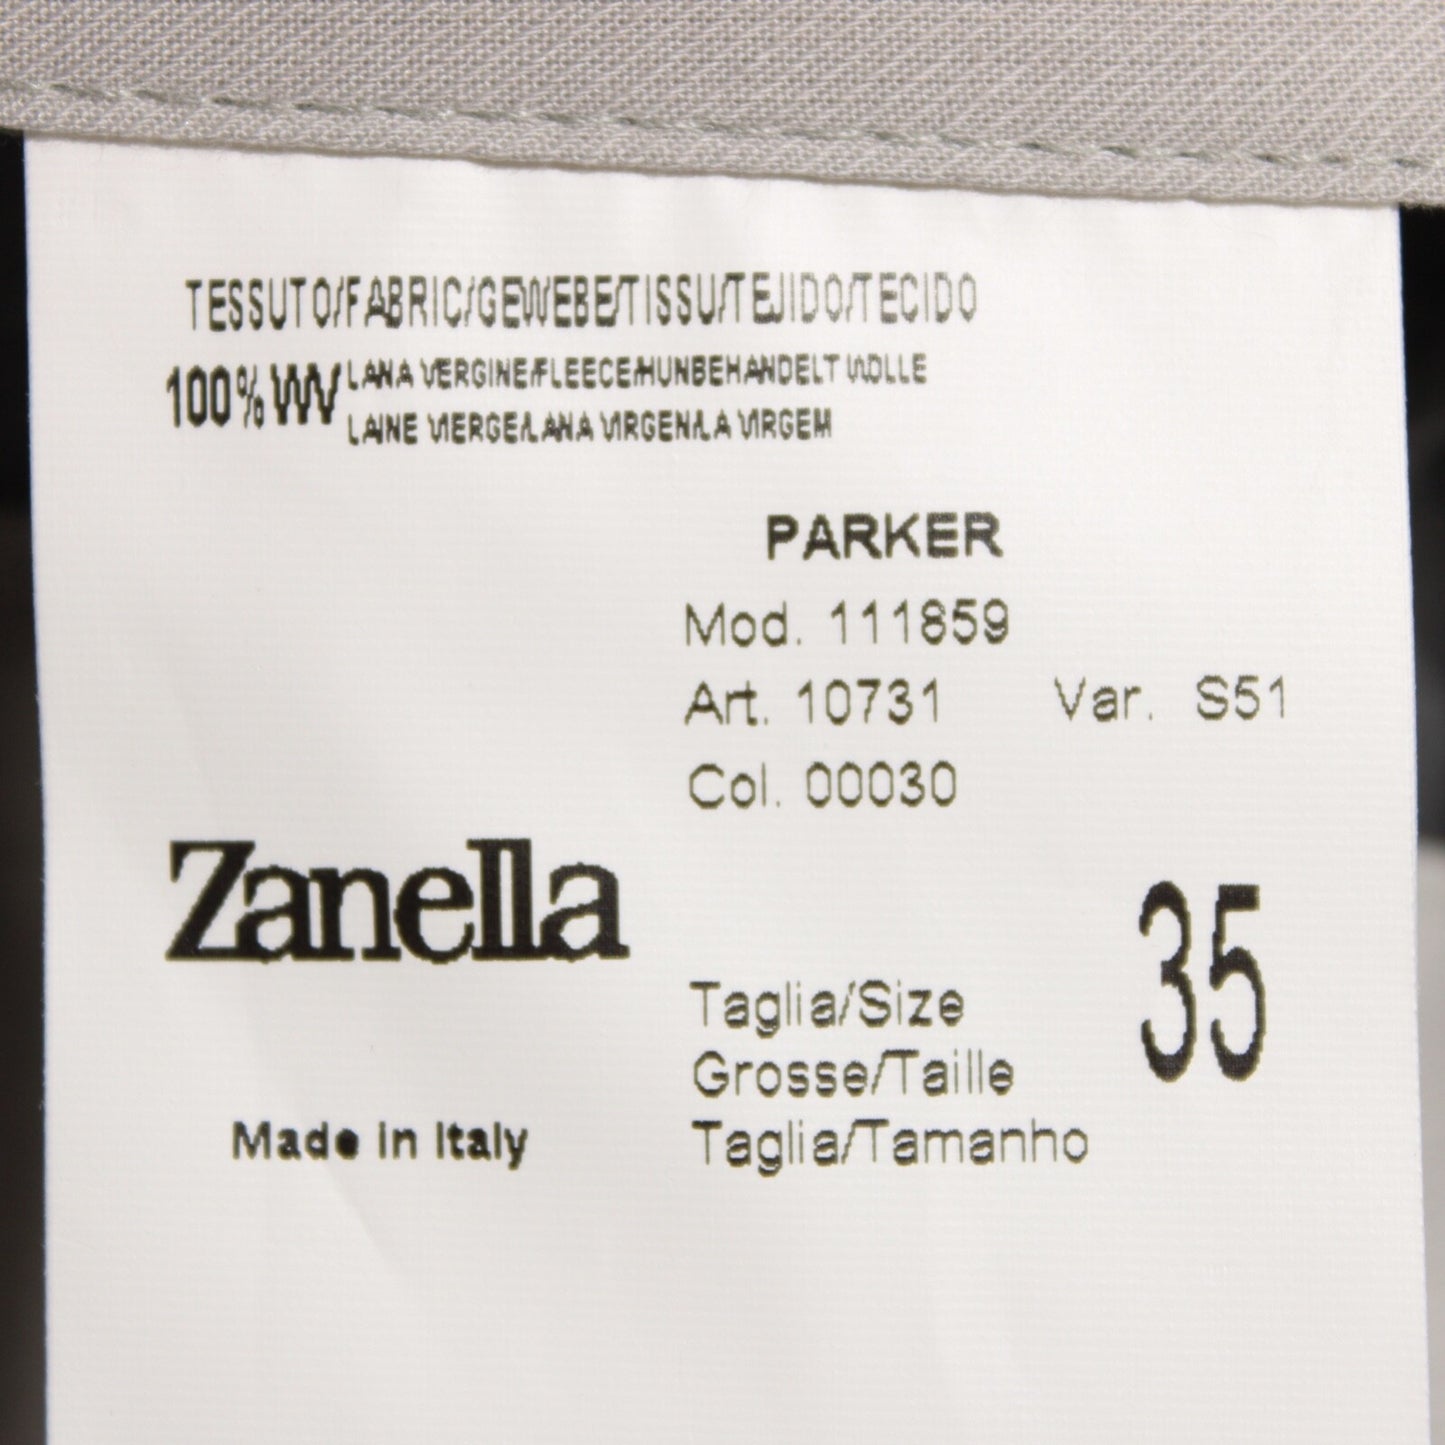 TESSUTO/FABRIC/GEWEBE/TISSU/TEJIDO/TECIDO
100% WV LANA VERGINE/FLEECE/HUNBEHANDELT WOLLE
LAINE VIERGE/LANA VIRGEN/LA VIRGEM
PARKER
Mod. 111859
Art. 10731 Var. S51
Col. 00030
Zanella
35
Taglia/Size
Grosse/Taille
Taglia/Tamanho
Made in Italy